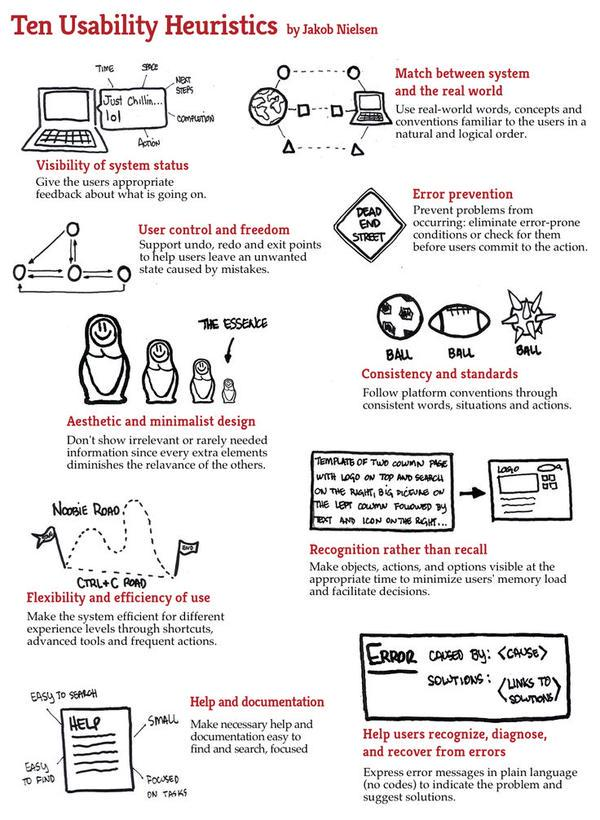 Ten Usability Heuristics by Jakob Nielsen
TIME
SPACE
NEXT
STEPS
Just Chillin...
lol
COMPLETION
ACTION
Visibility of system status
Give the users appropriate
feedback about what is going on.
Match between system
and the real world
Use real-world words, concepts and
conventions familiar to the users in a
natural and logical order.
User control and freedom
Support undo, redo and exit points
to help users leave an unwanted
state caused by mistakes.
DEAD
END
STREET
Error prevention
Prevent problems from
occurring: eliminate error-prone
conditions or check for them
before users commit to the action.
THE ESSENCE
Aesthetic and minimalist design
Don't show irrelevant or rarely needed
information since every extra elements
diminishes the relavance of the others.
BALL
BALL
BALL
Consistency and standards
Follow platform conventions through
consistent words, situations and actions.
TEMPLATE OF TWO COLUMN PAGE
WITH LOGO ON TOP AND SEARCH
ON THE RIGHT, BIG PICTURE ON
THE LEFT COLUMN FOLLOWED BY
TEXT AND ICON ON THE RIGHT...
LOGO
Recognition rather than recall
Make objects, actions, and options visible at the
appropriate time to minimize users' memory load
and facilitate decisions.
NOOBIE ROAD
END
CTRL+C ROAD
Flexibility and efficiency of use
Make the system efficient for different
experience levels through shortcuts,
advanced tools and frequent actions.
EASY TO SEARCH
HELP
SMALL
EASY
TO FIND
FOCUSED
ON TASKS
Help and documentation
Make necessary help and
documentation easy to
find and search, focused
ERROR CAUSED BY: <CAUSE>
SOLUTIONS: <LINKS TO
SOLUTIONS>
Help users recognize, diagnose,
and recover from errors
Express error messages in plain language
(no codes) to indicate the problem and
suggest solutions.